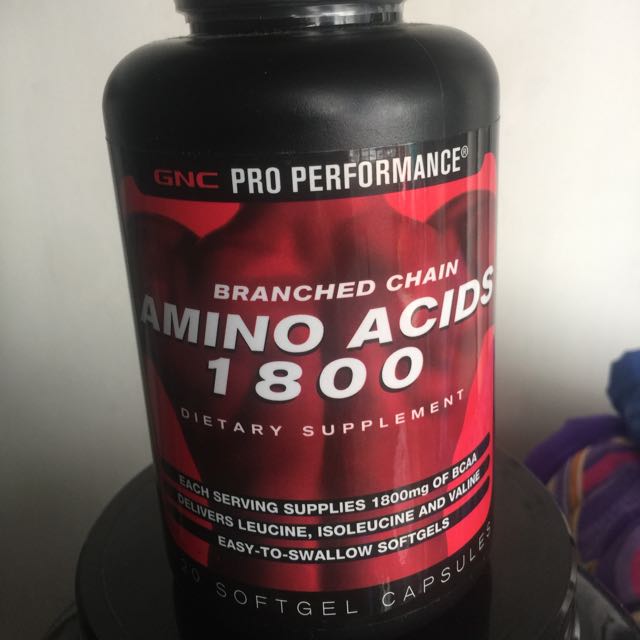 GNC PRO PERFORMANCE®
BRANCHED CHAIN
AMINO ACIDS
1800
DIETARY SUPPLEMENT
EACH SERVING SUPPLIES 1800mg OF BCAA
DELIVERS LEUCINE, ISOLEUCINE AND VALINE
EASY-TO-SWALLOW SOFTGELS
SOFTGEL CAPSULES